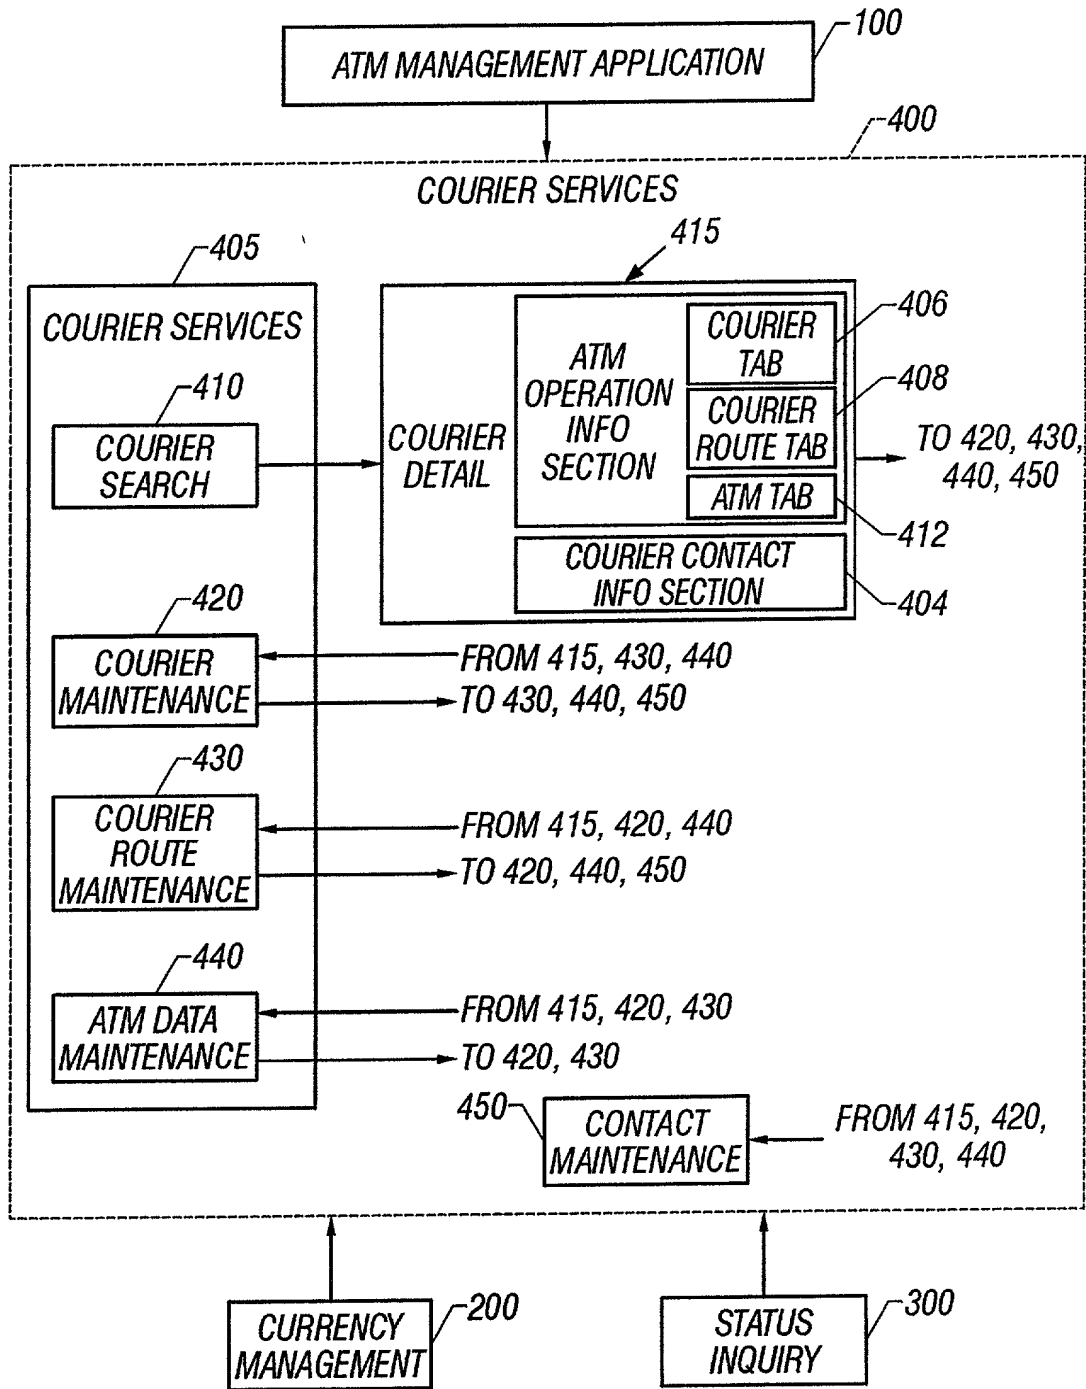 100
ATM MANAGEMENT APPLICATION
400
COURIER SERVICES
405
415
COURIER SERVICES
410
COURIER
SEARCH
COURIER
DETAIL
ATM
OPERATION
INFO
SECTION
COURIER
TAB
406
COURIER
ROUTE TAB
408
ATM TAB
412
COURIER CONTACT
INFO SECTION
404
TO 420, 430,
440, 450
420
COURIER
MAINTENANCE
FROM 415, 430, 440
TO 430, 440, 450
430
COURIER
ROUTE
MAINTENANCE
FROM 415, 420, 440
TO 420, 440, 450
440
ATM DATA
MAINTENANCE
FROM 415, 420, 430
TO 420, 430
450
CONTACT
MAINTENANCE
FROM 415, 420,
430, 440
CURRENCY
MANAGEMENT
200
STATUS
INQUIRY
300